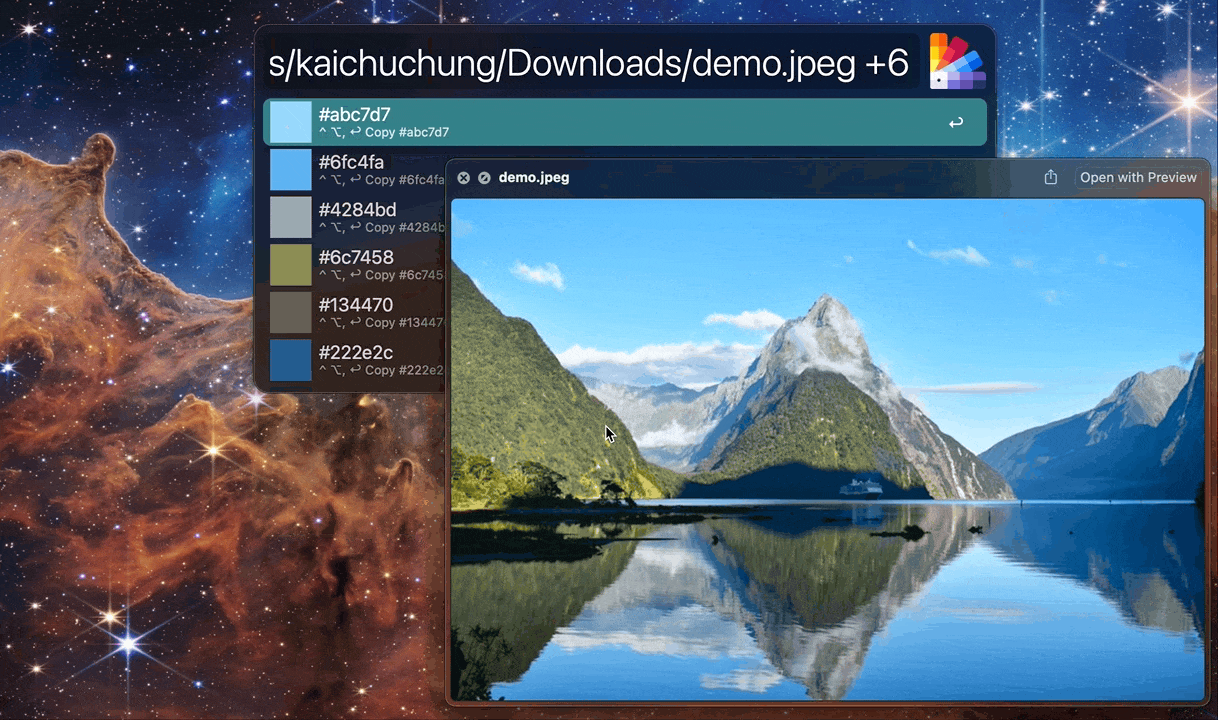 s/kaichuchung/Downloads/demo.jpeg +6
#abc7d7
^⌥, ↩ Copy #abc7d7
#6fc4fa
^⌥, ↩ Copy #6fc4fa
#4284bd
^⌥, ↩ Copy #4284b
#6c7458
^⌥, ↩ Copy #6c745
#134470
^⌥, ↩ Copy #13447
#222e2c
^⌥, ↩ Copy #222e2
demo.jpeg
Open with Preview